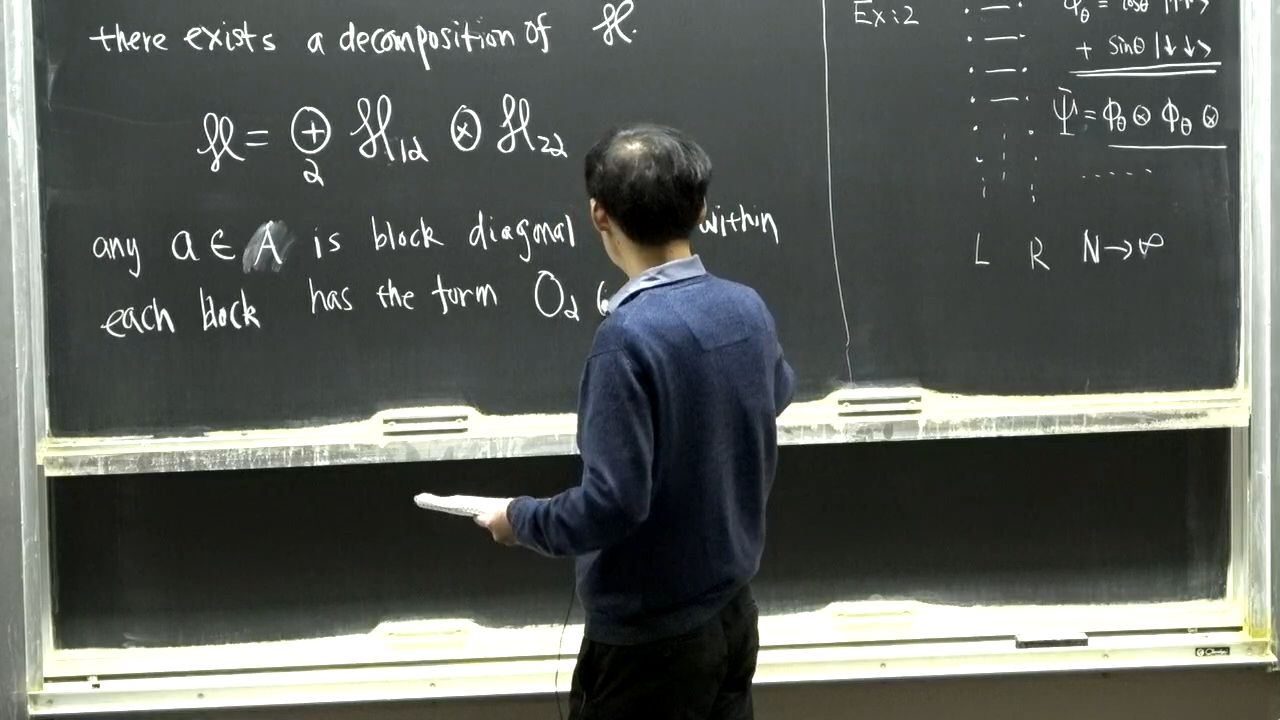 there exists a decomposition of ℋ.
ℋ = ⊕_α ℋ_{1α} ⊗ ℋ_{2α}
any a ∈ A is block diagonal within
each block has the form O_α
Ex: 2
+ sinθ |↓↓>
Ψ = Φ_θ ⊗ Φ_θ ⊗
.....
L R N→∞